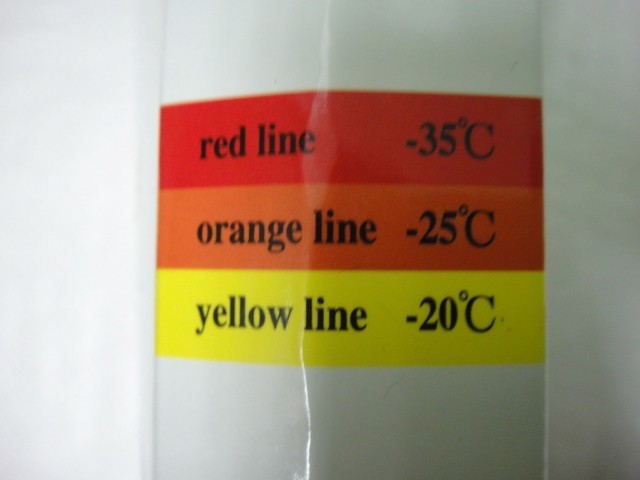 red line -35℃
orange line -25℃
yellow line -20℃